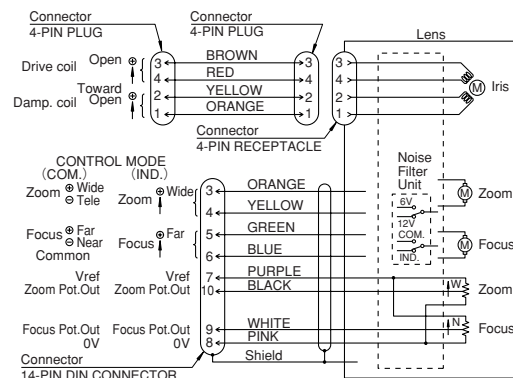 Connector
4-PIN PLUG
Connector
4-PIN PLUG
Lens
Drive coil
Open ⊕
3
BROWN
3
3
4
RED
4
4
Damp. coil
Toward
Open ⊕
2
YELLOW
2
2
1
ORANGE
1
1
M
Iris
Connector
4-PIN RECEPTACLE
CONTROL MODE
(COM.)
(IND.)
Zoom ⊕ Wide
⊖ Tele
Zoom ⊕ Wide
3
ORANGE
4
YELLOW
Focus ⊕ Far
⊖ Near
Common
Focus ⊕ Far
5
GREEN
6
BLUE
Vref
Vref
7
PURPLE
Zoom Pot.Out
Zoom Pot.Out
10
BLACK
Focus Pot.Out
Focus Pot.Out
9
WHITE
0V
0V
8
PINK
Shield
Connector
14-PIN DIN CONNECTOR
Noise
Filter
Unit
6V
12V
COM.
IND.
M
Zoom
M
Focus
W
Zoom
N
Focus